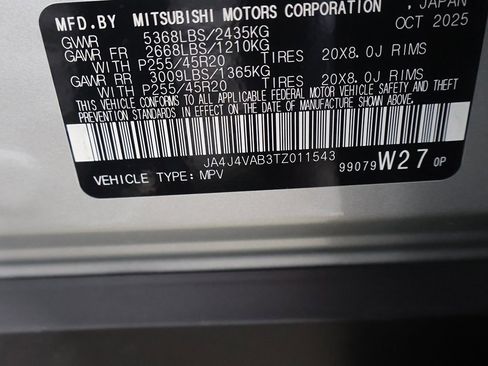 MFD.BY MITSUBISHI MOTORS CORPORATION, JAPAN
OCT 2025
GVWR 5368LBS/2435KG
GAWR FR 2668LBS/1210KG
WITH P255/45R20 TIRES 20X8.0J RIMS
GAWR RR 3009LBS/1365KG
WITH P255/45R20 TIRES 20X8.0J RIMS
THIS VEHICLE CONFORMS TO ALL APPLICABLE FEDERAL MOTOR VEHICLE SAFETY AND THEFT
PREVENTION STANDARDS IN EFFECT ON THE DATE OF MANUFACTURE SHOWN ABOVE.
JA4J4VAB3TZ011543
99079 W27 0P
VEHICLE TYPE: MPV